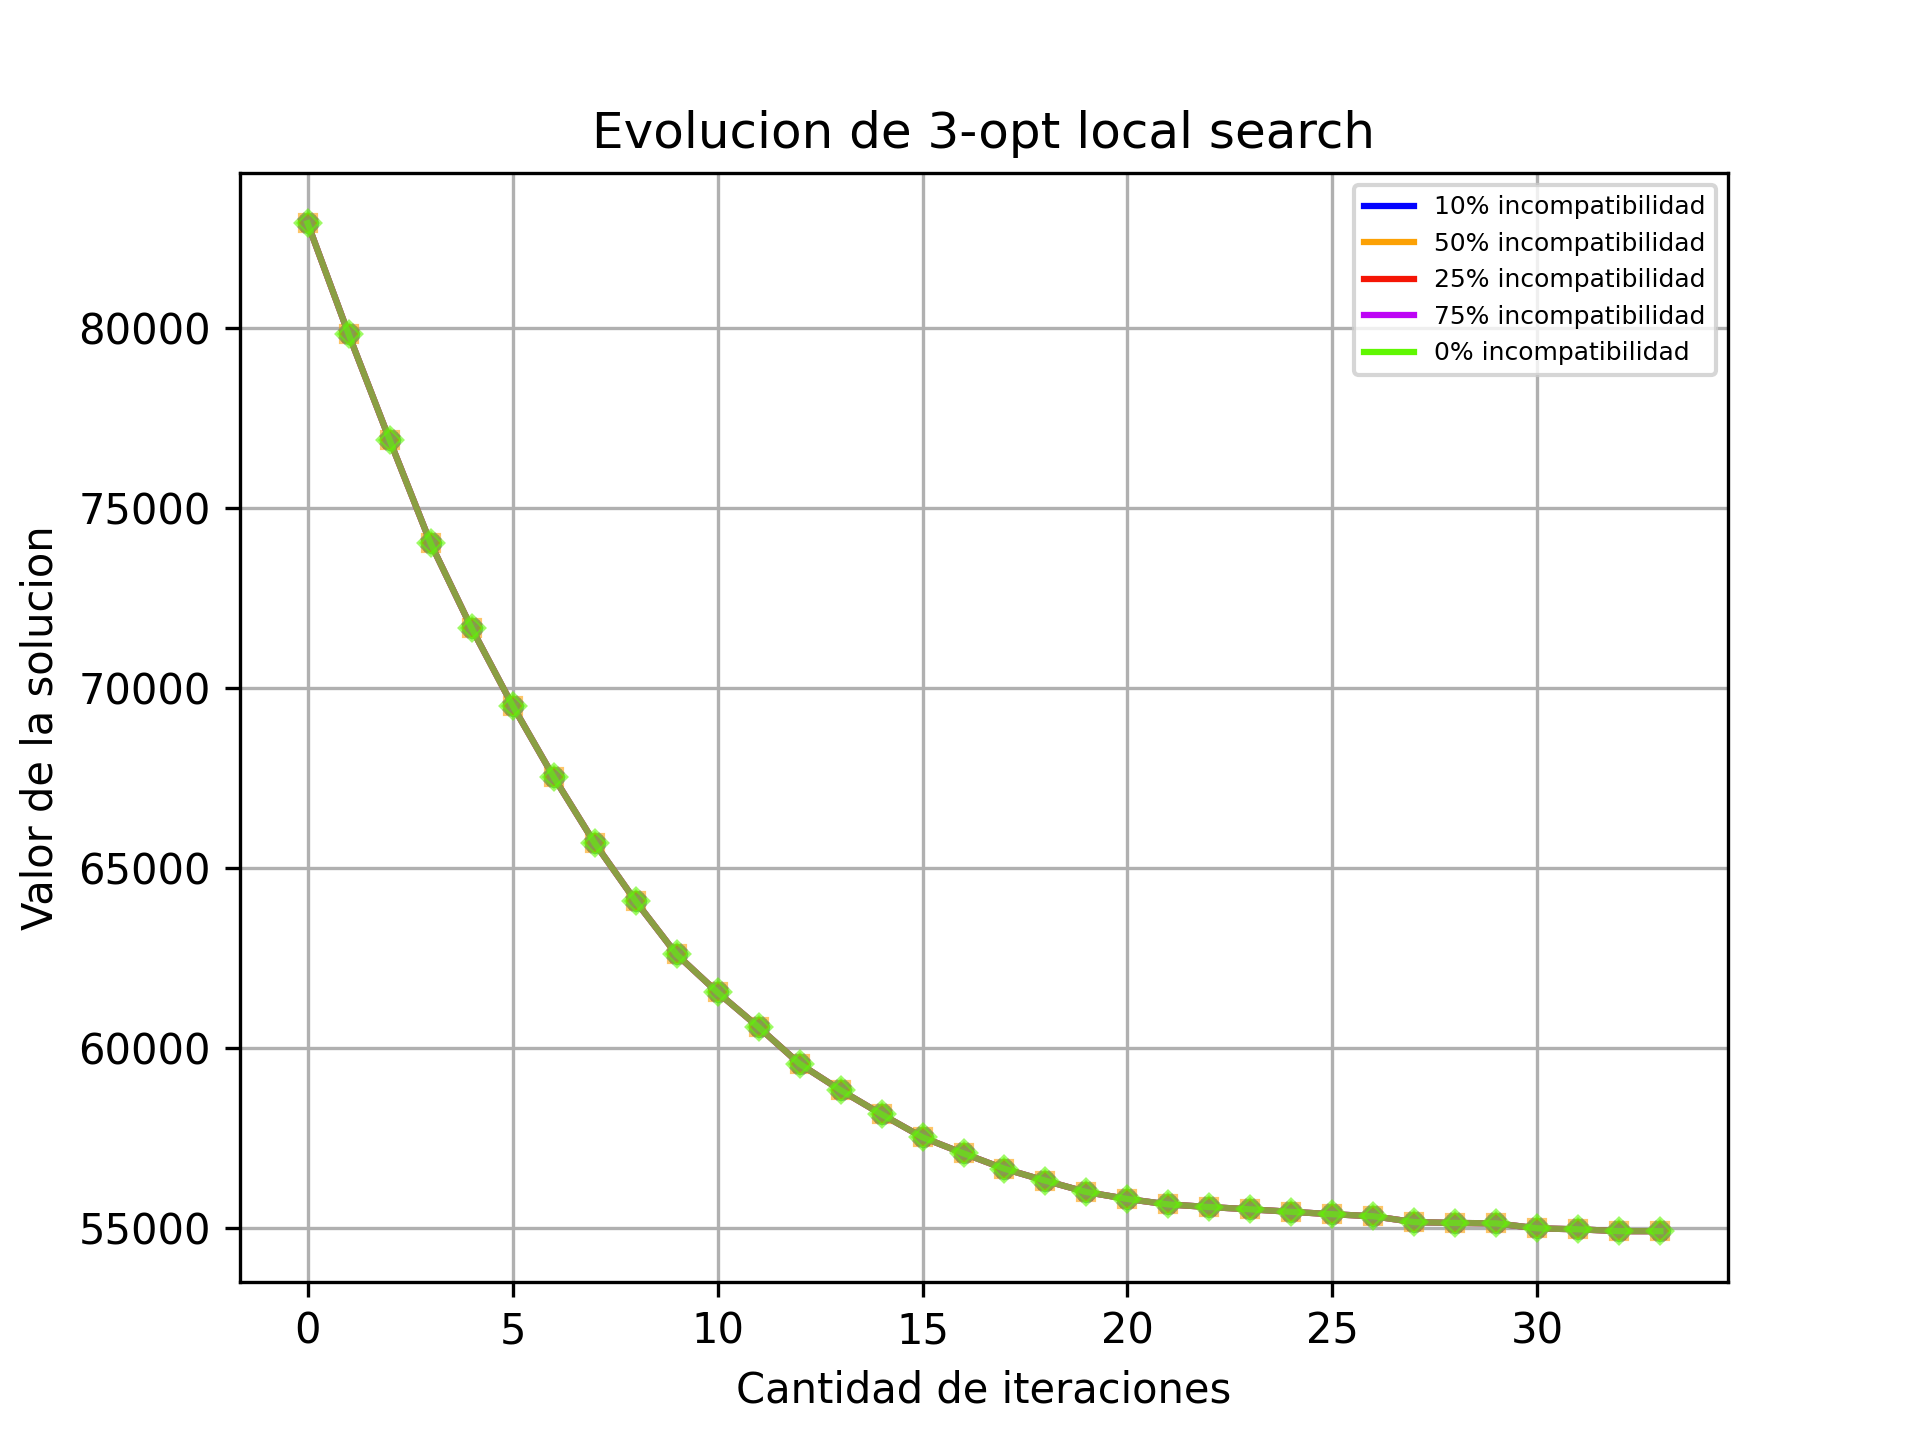 Evolucion de 3-opt local search
10% incompatibilidad
50% incompatibilidad
25% incompatibilidad
75% incompatibilidad
0% incompatibilidad
Valor de la solucion
80000
75000
70000
65000
60000
55000
0 5 10 15 20 25 30
Cantidad de iteraciones